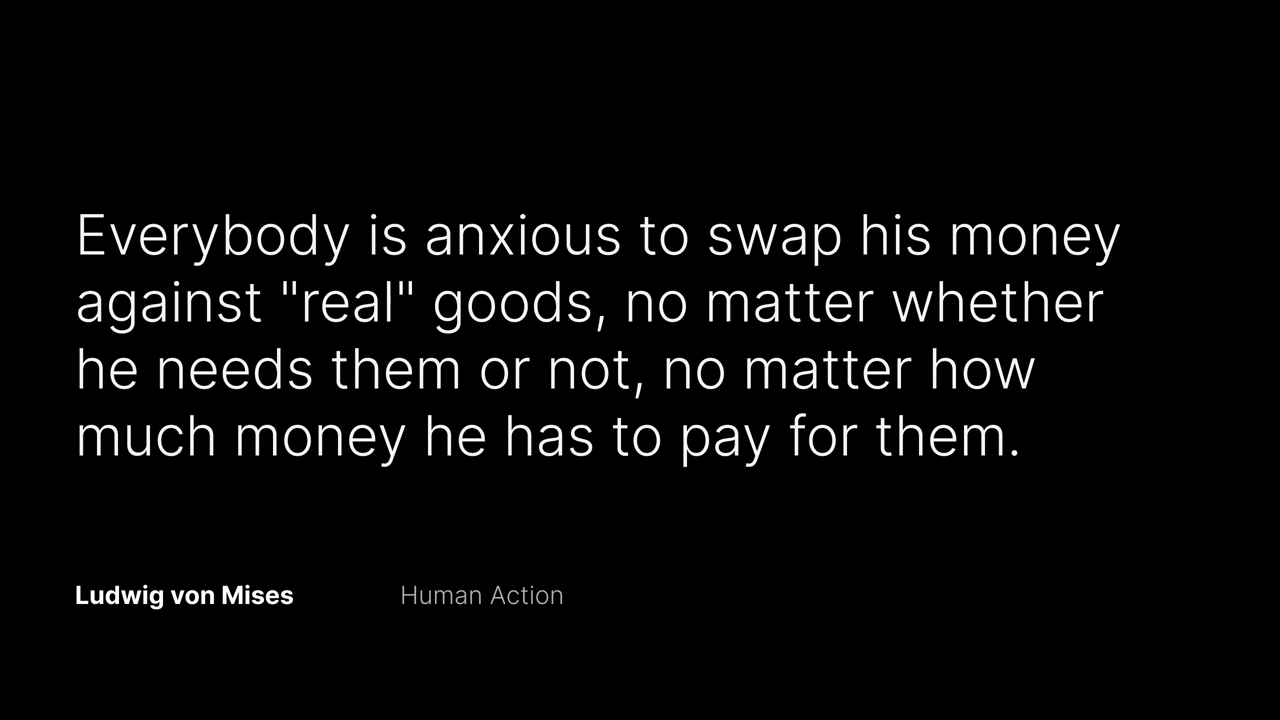 Everybody is anxious to swap his money
against "real" goods, no matter whether
he needs them or not, no matter how
much money he has to pay for them.
Ludwig von Mises Human Action